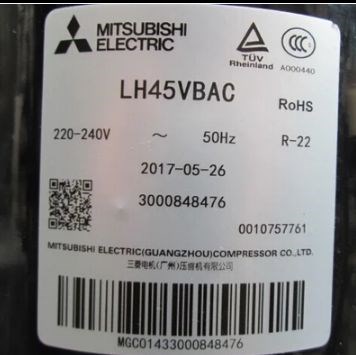 MITSUBISHI
ELECTRIC
TÜV
Rheinland
CCC
A000440
LH45VBAC
RoHS
220-240V ~ 50Hz R-22
2017-05-26
3000848476
0010757761
MITSUBISHI ELECTRIC(GUANGZHOU)COMPRESSOR CO.,LTD.
三菱电机(广州)压缩机有限公司
MGC01433000848476